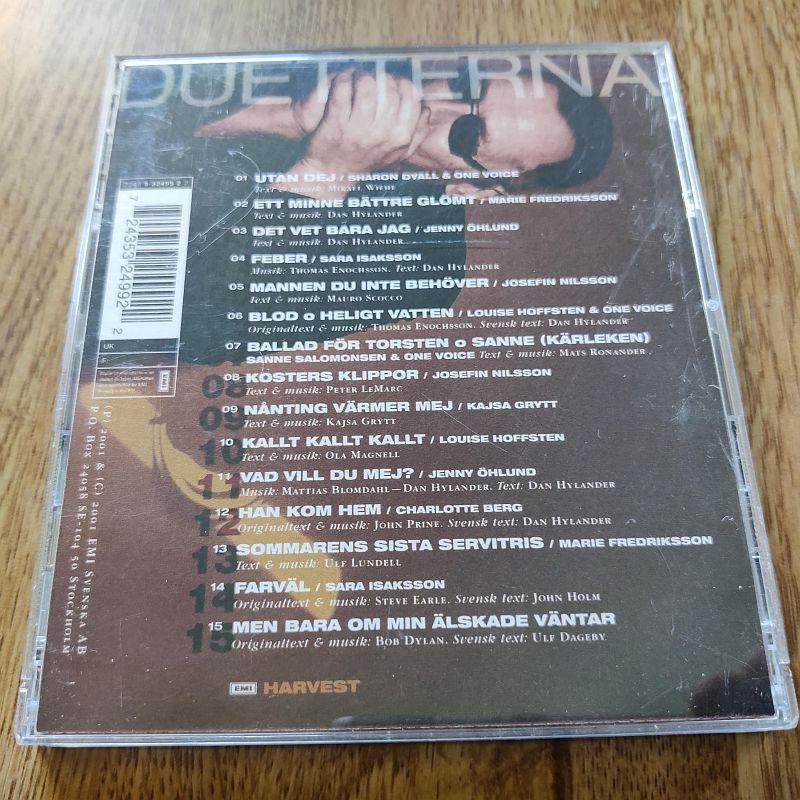 DUETTERNA
01 UTAN DEJ / SHARON DYALL & ONE VOICE
Text & musik: MIKAEL WIEHE
02 ETT MINNE BÄTTRE GLÖMT / MARIE FREDRIKSSON
Text & musik: DAN HYLANDER
03 DET VET BARA JAG / JENNY ÖHLUND
Text & musik: DAN HYLANDER
04 FEBER / SARA ISAKSSON
Musik: THOMAS ENOCHSSON. Text: DAN HYLANDER
05 MANNEN DU INTE BEHÖVER / JOSEFIN NILSSON
Text & musik: MAURO SCOCCO
06 BLOD o HELIGT VATTEN / LOUISE HOFFSTEN & ONE VOICE
Originaltext & musik: THOMAS ENOCHSSON. Svensk text: DAN HYLANDER
07 BALLAD FÖR TORSTEN o SANNE (KÄRLEKEN)
SANNE SALOMONSEN & ONE VOICE Text & musik: MATS RONANDER
08 KOSTERS KLIPPOR / JOSEFIN NILSSON
08 Text & musik: PETER LEMARC
09 NÅNTING VÄRMER MEJ / KAJSA GRYTT
09 Text & musik: KAJSA GRYTT
10 KALLT KALLT KALLT / LOUISE HOFFSTEN
10 Text & musik: OLA MAGNELL
11 VAD VILL DU MEJ? / JENNY ÖHLUND
11 Musik: MATTIAS BLOMDAHL—DAN HYLANDER. Text: DAN HYLANDER
12 HAN KOM HEM / CHARLOTTE BERG
12 Originaltext & musik: JOHN PRINE. Svensk text: DAN HYLANDER
13 SOMMARENS SISTA SERVITRIS / MARIE FREDRIKSSON
13 Text & musik: ULF LUNDELL
14 FARVÄL / SARA ISAKSSON
14 Originaltext & musik: STEVE EARLE. Svensk text: JOHN HOLM
15 MEN BARA OM MIN ÄLSKADE VÄNTAR
15 Originaltext & musik: BOB DYLAN. Svensk text: ULF DAGEBY
EMI HARVEST
7 24353 24992 2
UK
EMI
(P) 2001 & (C) 2001 EMI SVENSKA AB
P.O. BOX 24058 SE-104 50 STOCKHOLM